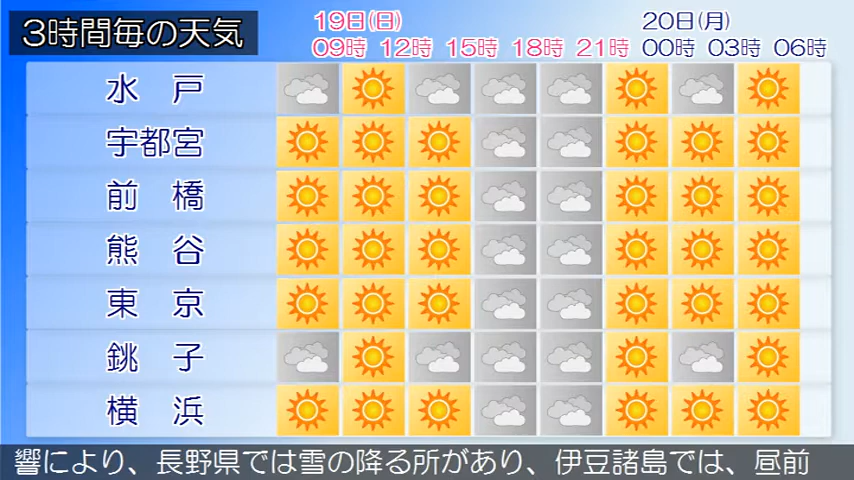 3時間毎の天気
19日(日) 20日(月)
09時 12時 15時 18時 21時 00時 03時 06時
水戸
宇都宮
前橋
熊谷
東京
銚子
横浜
響により、長野県では雪の降る所があり、伊豆諸島では、昼前